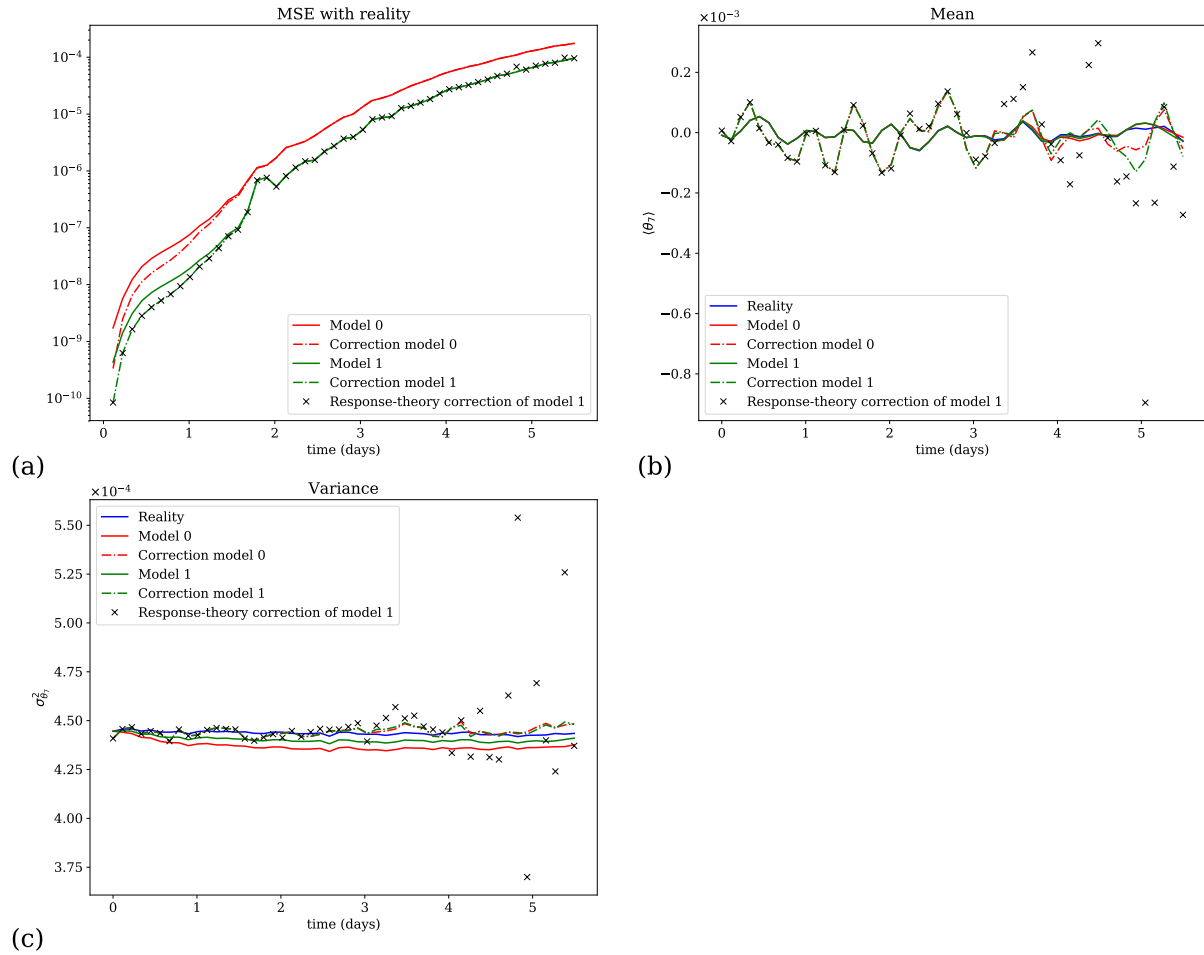 MSE with reality
10⁻⁴
10⁻⁵
10⁻⁶
10⁻⁷
10⁻⁸
10⁻⁹
10⁻¹⁰
0 1 2 3 4 5
time (days)
Model 0
Correction model 0
Model 1
Correction model 1
Response-theory correction of model 1
(a)
Mean
×10⁻³
0.2
0.0
−0.2
−0.4
−0.6
−0.8
⟨θ₇⟩
0 1 2 3 4 5
time (days)
Reality
Model 0
Correction model 0
Model 1
Correction model 1
Response-theory correction of model 1
(b)
Variance
×10⁻⁴
5.50
5.25
5.00
4.75
4.50
4.25
4.00
3.75
σ²_θ₇
0 1 2 3 4 5
time (days)
Reality
Model 0
Correction model 0
Model 1
Correction model 1
Response-theory correction of model 1
(c)